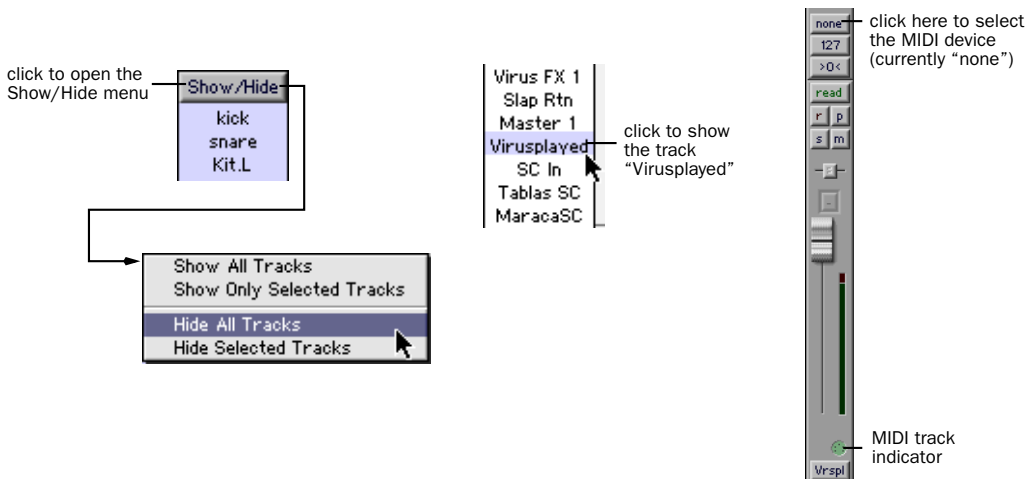 click to open the
Show/Hide menu
Show/Hide
kick
snare
Kit.L
Show All Tracks
Show Only Selected Tracks
Hide All Tracks
Hide Selected Tracks
Virus FX 1
Slap Rtn
Master 1
Virusplayed
SC In
Tablas SC
MaracaSC
click to show
the track
“Virusplayed”
none
127
>0<
read
r p
s m
-
Vrspl
click here to select
the MIDI device
(currently “none”)
MIDI track
indicator